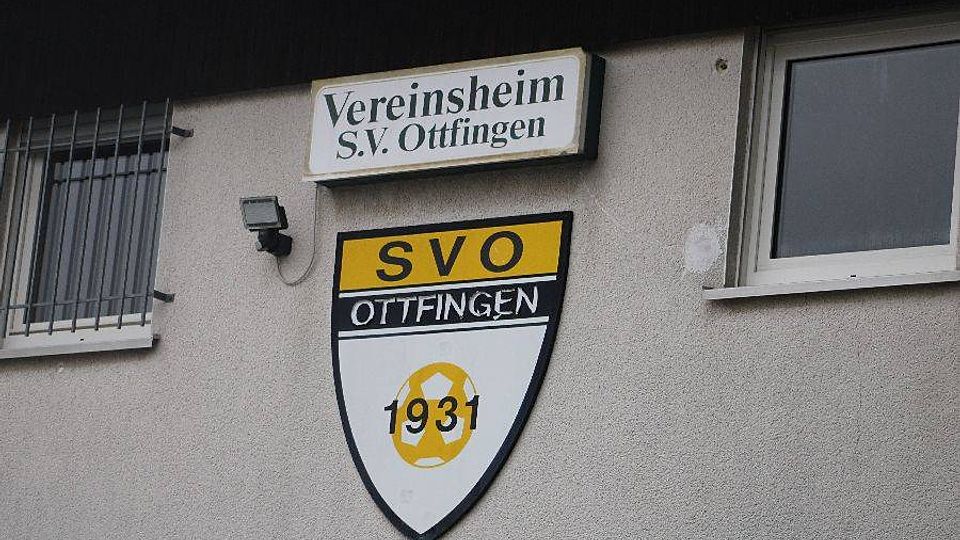 Vereinsheim
S.V. Ottfingen
SVO
OTTFINGEN
1931